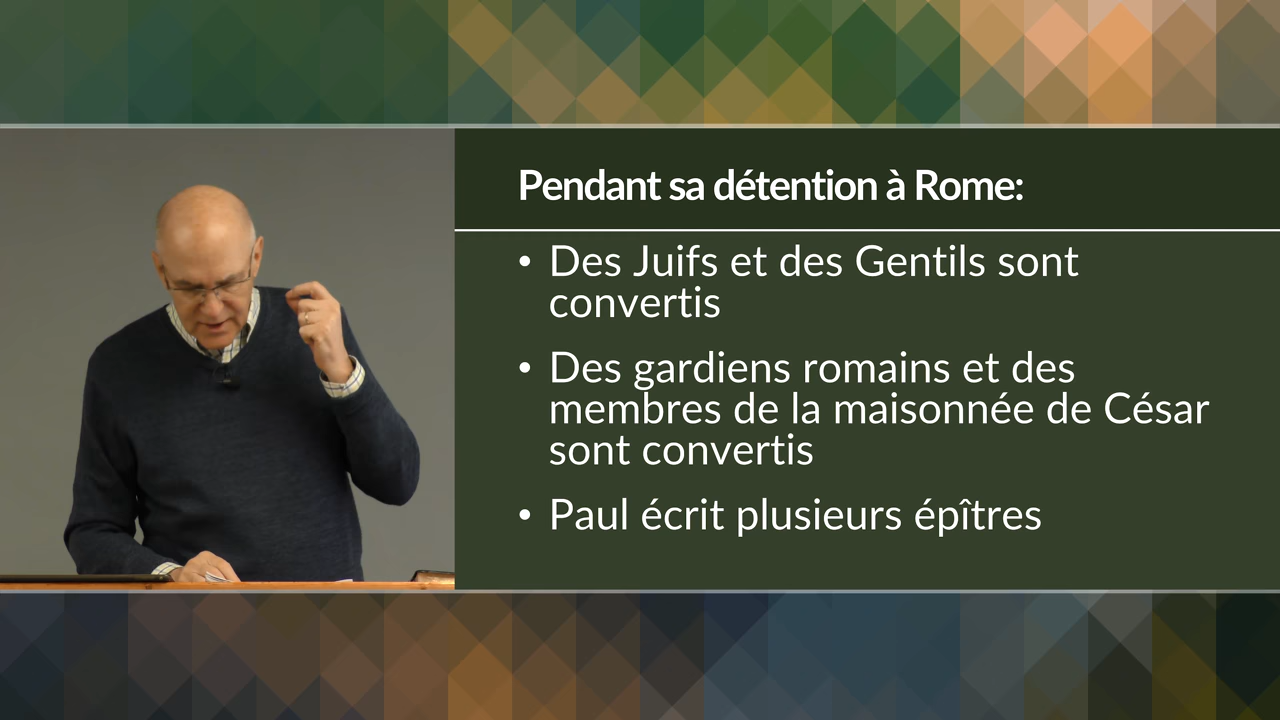 Pendant sa détention à Rome:
• Des Juifs et des Gentils sont
convertis
• Des gardiens romains et des
membres de la maisonnée de César
sont convertis
• Paul écrit plusieurs épîtres